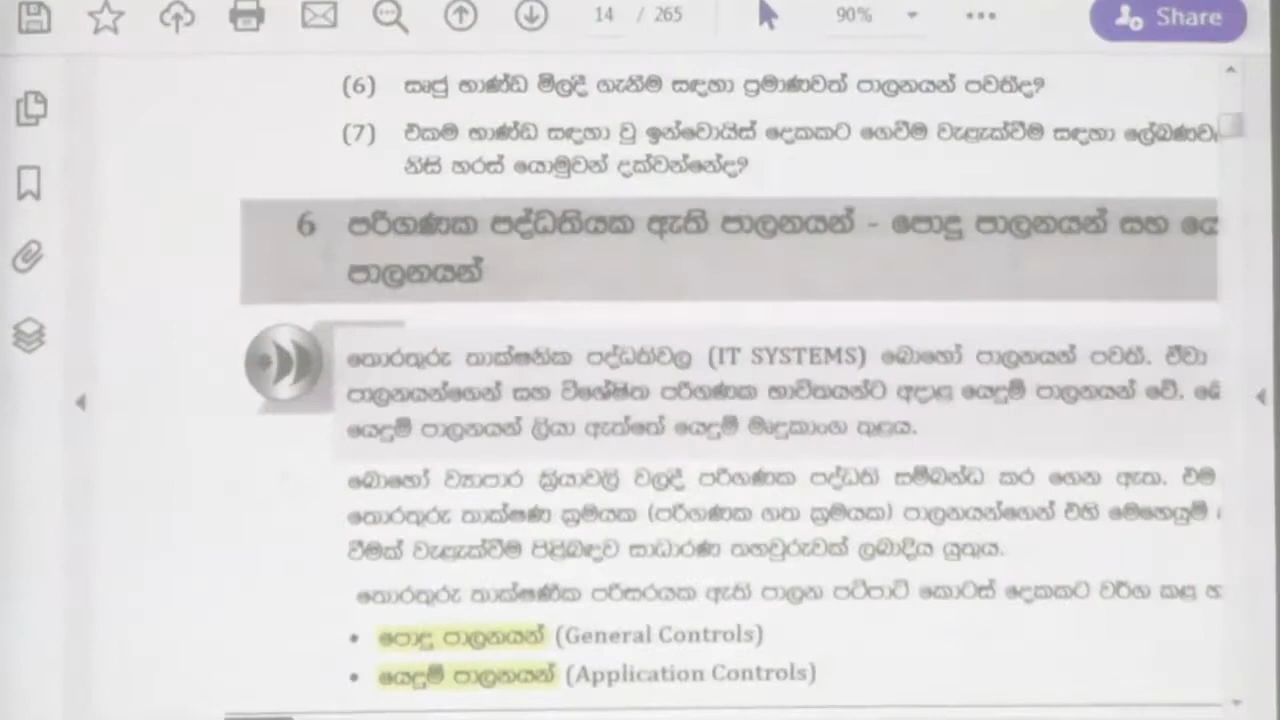 14 / 265
90%
Share
(6) සෘජු භාණ්ඩ මිලදී ගැනීම සඳහා ප්‍රමාණවත් පාලනයන් පවතීද?
(7) එකම භාණ්ඩ සඳහා වූ ඉන්වොයිස් දෙකකට ගෙවීම වැළැක්වීම සඳහා
නිසි හරස් යොමුවන් දක්වන්නේද?
6 පරිගණක පද්ධතියක ඇති පාලනයන් - පොදු පාලනයන් සහ
පාලනයන්
තොරතුරු තාක්ෂනික පද්ධතිවල (IT SYSTEMS) බොහෝ පාලනයන් පවතී. ඒවා
පාලනයන්ගෙන් සහ විශේෂිත පරිගණක භාවිතයන්ට අදාළ යෙදුම් පාලනයන් වේ.
යෙදුම් පාලනයන් ලියා ඇත්තේ යෙදුම් මෘදුකාංග තුළය.
බොහෝ ව්‍යාපාර ක්‍රියාවලි වලදී පරිගණක පද්ධති සම්බන්ධ කර ගෙන ඇත. එම
තොරතුරු තාක්ෂණ ක්‍රමයක (පරිගණක ගත ක්‍රමයක) පාලනයන්ගෙන් එහි මෙහෙයුම්
වීමක් වැළැක්වීම පිළිබඳව සාධාරණ තහවුරුවක් ලබාදිය යුතුය.
තොරතුරු තාක්ෂණික පරිසරයක ඇති පාලන පටිපාටි කොටස් දෙකකට වර්ග කළ
• පොදු පාලනයන් (General Controls)
• යෙදුම් පාලනයන් (Application Controls)